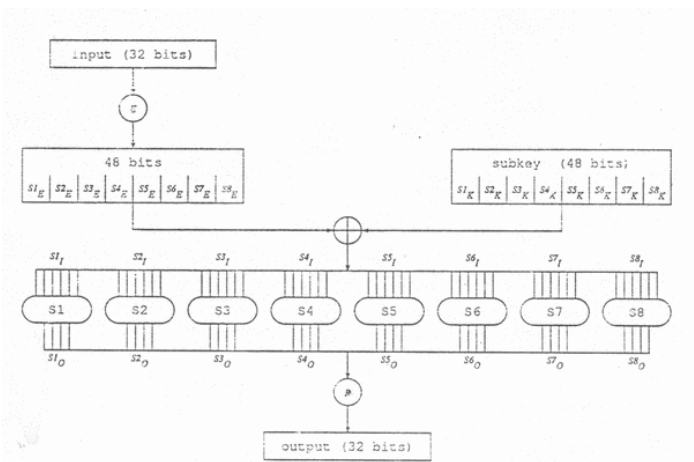 input (32 bits)
E
48 bits
subkey (48 bits)
S1E S2E S3E S4E S5E S6E S7E S8E
S1K S2K S3K S4K S5K S6K S7K S8K
S1I S2I S3I S4I S5I S6I S7I S8I
S1 S2 S3 S4 S5 S6 S7 S8
S1O S2O S3O S4O S5O S6O S7O S8O
P
output (32 bits)